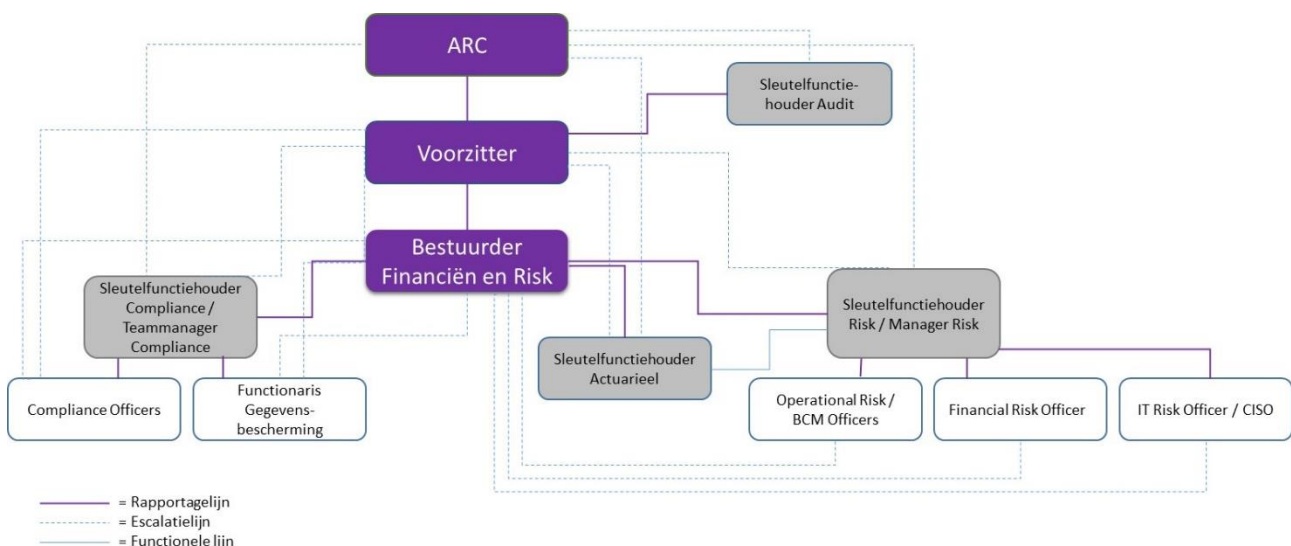 ARC
Sleutelfunctie-
houder Audit
Voorzitter
Bestuurder
Financiën en Risk
Sleutelfunctiehouder
Compliance /
Teammanager
Compliance
Sleutelfunctiehouder
Risk / Manager Risk
Sleutelfunctiehouder
Actuarieel
Compliance Officers
Functionaris
Gegevens-
bescherming
Operational Risk /
BCM Officers
Financial Risk Officer
IT Risk Officer / CISO
= Rapportagelijn
= Escalatielijn
= Functionele lijn